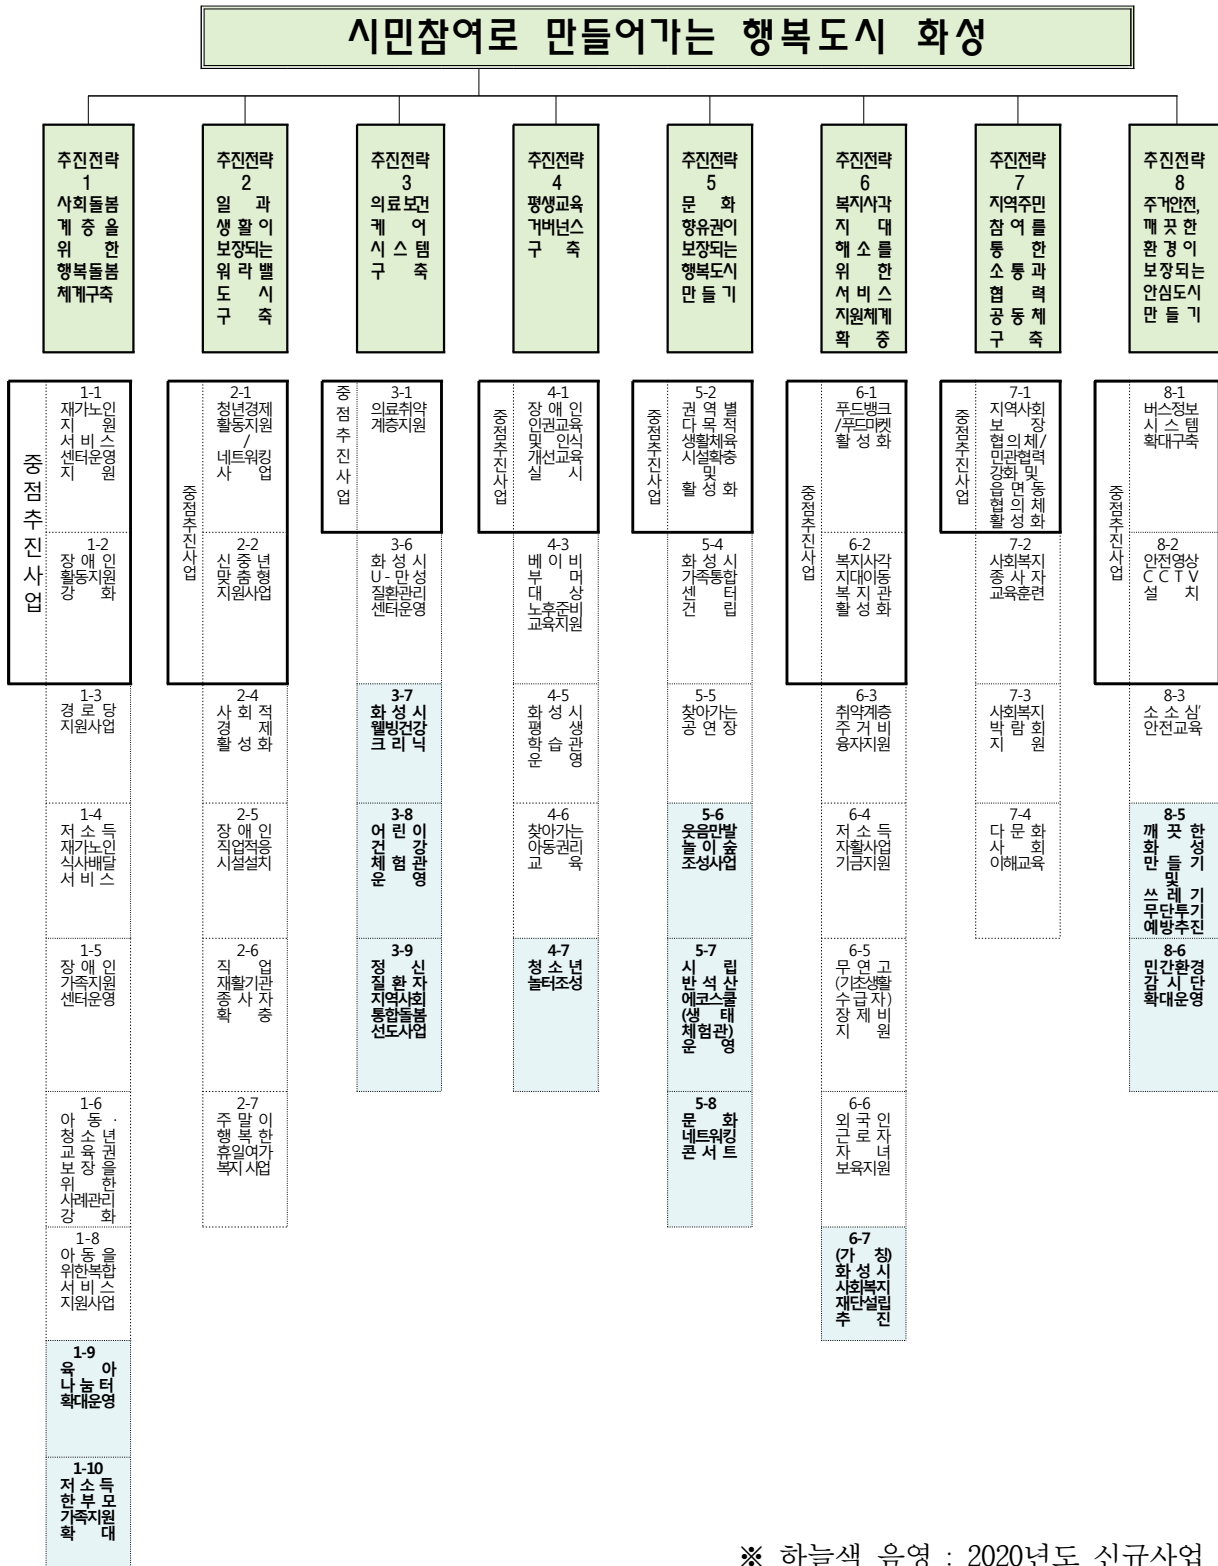 시민참여로 만들어가는 행복도시 화성
추진전략
1
사회돌봄
계층을
위한
행복돌봄
체계구축
추진전략
2
일과
생활이
보장되는
워라밸
도시
구축
추진전략
3
의료보건
케어
시스템
구축
추진전략
4
평생교육
거버넌스
구축
추진전략
5
문화
향유권이
보장되는
행복도시
만들기
추진전략
6
복지사각
지대
해소를
위한
서비스
지원체계
확충
추진전략
7
지역주민
참여를
통한
소통과
협력
공동체
구축
추진전략
8
주거안전,
깨끗한
환경이
보장되는
안심도시
만들기
중점추진사업
1-1
재가노인
지원
서비스
센터운영
지원
1-2
장애인
활동지원
강화
1-3
경로당
지원사업
1-4
저소득
재가노인
식사배달
서비스
1-5
장애인
가족지원
센터운영
1-6
아동·
청소년
교육권
보장을
위한
사례관리
강화
1-8
아동을
위한복합
서비스
지원사업
1-9
육아
나눔터
확대운영
1-10
저소득
한부모
가족지원
확대
중점추진사업
2-1
청년경제
활동지원
/
네트워킹
사업
2-2
신중년
맞춤형
지원사업
2-4
사회적
경제
활성화
2-5
장애인
직업적응
시설설치
2-6
직업
재활기관
종사자
확충
2-7
주말이
행복한
휴일여가
복지사업
중점추진사업
3-1
의료취약
계층지원
3-6
화성시
U-만성
질환관리
센터운영
3-7
화성시
웰빙건강
크리닉
3-8
어린이
건강
체험관
운영
3-9
정신
질환자
지역사회
통합돌봄
선도사업
중점추진사업
4-1
장애인
인권교육
및 인식
개선교육
실시
4-3
베이비
부머
대상
노후준비
교육지원
4-5
화성시
평생
학습관
운영
4-6
찾아가는
아동권리
교육
4-7
청소년
놀터조성
중점추진사업
5-2
권역별
다목적
생활체육
시설확충
및
활성화
5-4
화성시
가족통합
센터
건립
5-5
찾아가는
공연장
5-6
웃음만발
놀이숲
조성사업
5-7
시립
반석산
에코스쿨
(생태
체험관)
운영
5-8
문화
네트워킹
콘서트
중점추진사업
6-1
푸드뱅크
/푸드마켓
활성화
6-2
복지사각
지대이동
복지관
활성화
6-3
취약계층
주거비
융자지원
6-4
저소득
자활사업
기금지원
6-5
무연고
(기초생활
수급자)
장제비
지원
6-6
외국인
근로자
자녀
보육지원
6-7
(가칭)
화성시
사회복지
재단설립
추진
중점추진사업
7-1
지역사회
보장
협의체/
민관협력
강화 및
읍면동
협의체
활성화
7-2
사회복지
종사자
교육훈련
7-3
사회복지
박람회
지원
7-4
다문화
사회
이해교육
중점추진사업
8-1
버스정보
시스템
확대구축
8-2
안전영상
CCTV
설치
8-3
소소심'
안전교육
8-5
깨끗한
화성
만들기
및
쓰레기
무단투기
예방추진
8-6
민간환경
감시단
확대운영
※ 하늘색 음영 : 2020년도 신규사업